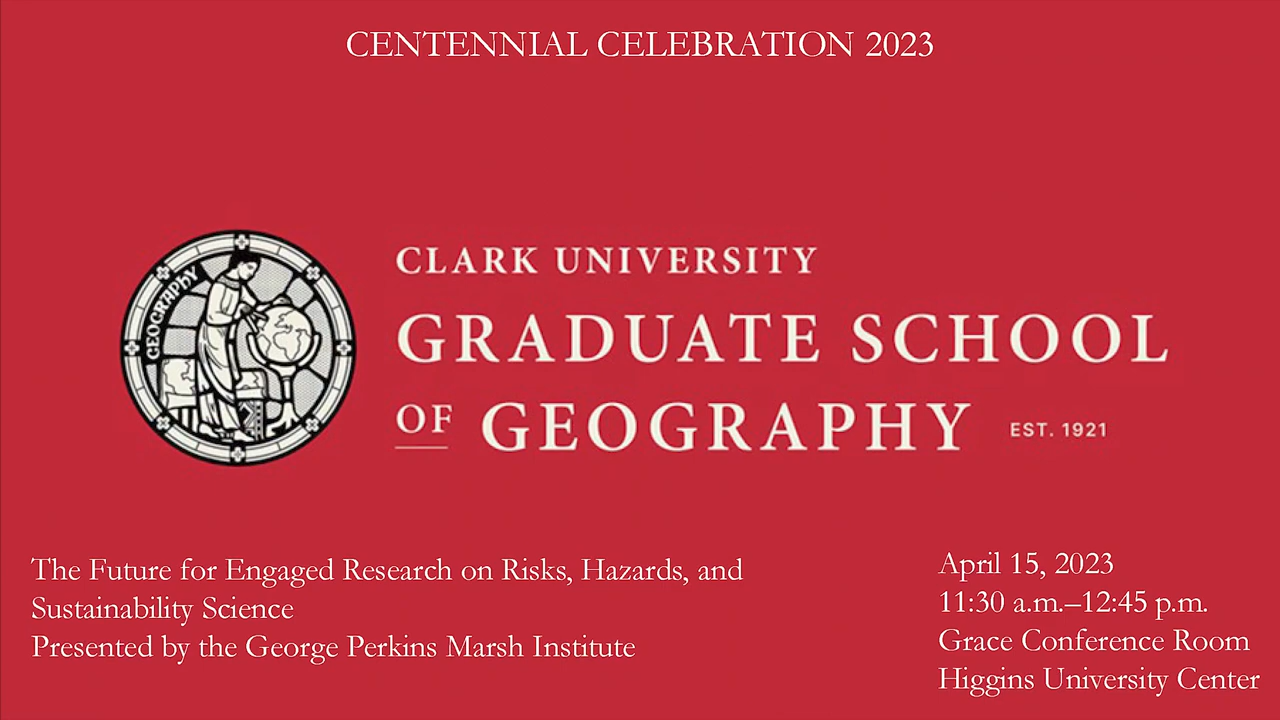 CENTENNIAL CELEBRATION 2023
GEOGRAPHY
CLARK UNIVERSITY
GRADUATE SCHOOL
OF GEOGRAPHY EST. 1921
The Future for Engaged Research on Risks, Hazards, and
Sustainability Science
Presented by the George Perkins Marsh Institute
April 15, 2023
11:30 a.m.–12:45 p.m.
Grace Conference Room
Higgins University Center